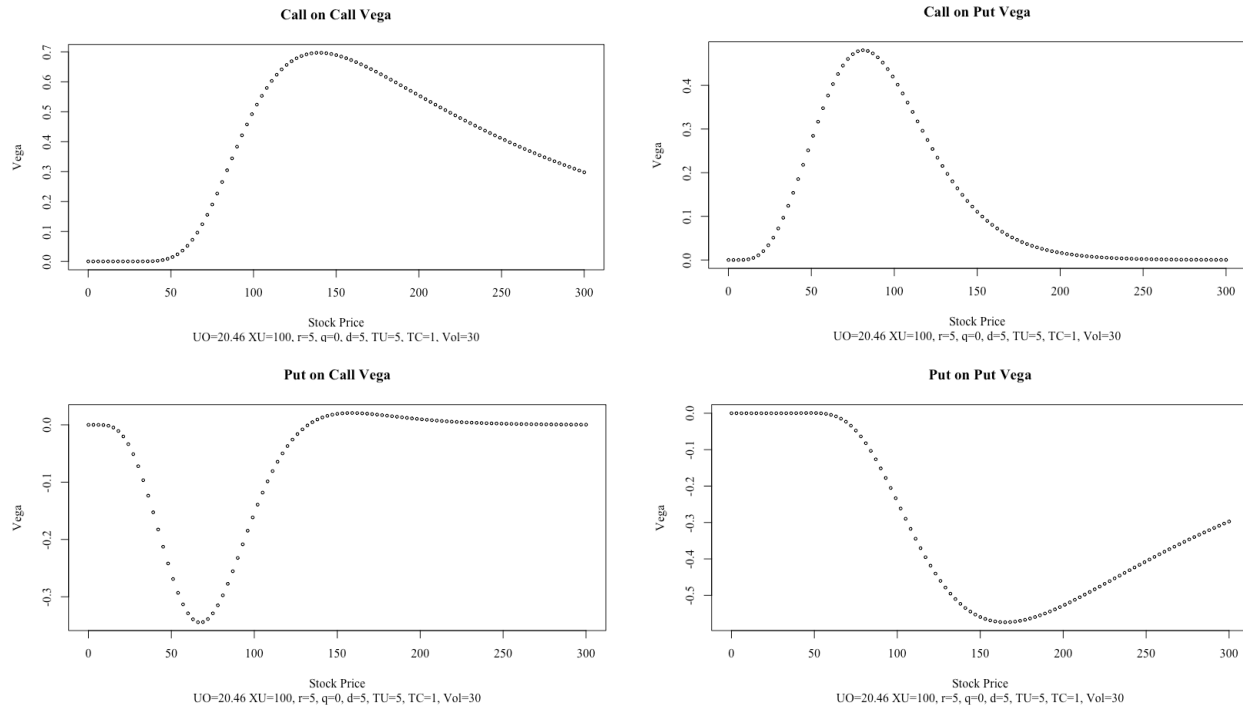 Call on Call Vega
Vega
0.0 0.1 0.2 0.3 0.4 0.5 0.6 0.7
0 50 100 150 200 250 300
Stock Price
UO=20.46 XU=100, r=5, q=0, d=5, TU=5, TC=1, Vol=30
Call on Put Vega
Vega
0.0 0.1 0.2 0.3 0.4
0 50 100 150 200 250 300
Stock Price
UO=20.46 XU=100, r=5, q=0, d=5, TU=5, TC=1, Vol=30
Put on Call Vega
Vega
-0.3 -0.2 -0.1 0.0
0 50 100 150 200 250 300
Stock Price
UO=20.46 XU=100, r=5, q=0, d=5, TU=5, TC=1, Vol=30
Put on Put Vega
Vega
-0.5 -0.4 -0.3 -0.2 -0.1 0.0
0 50 100 150 200 250 300
Stock Price
UO=20.46 XU=100, r=5, q=0, d=5, TU=5, TC=1, Vol=30